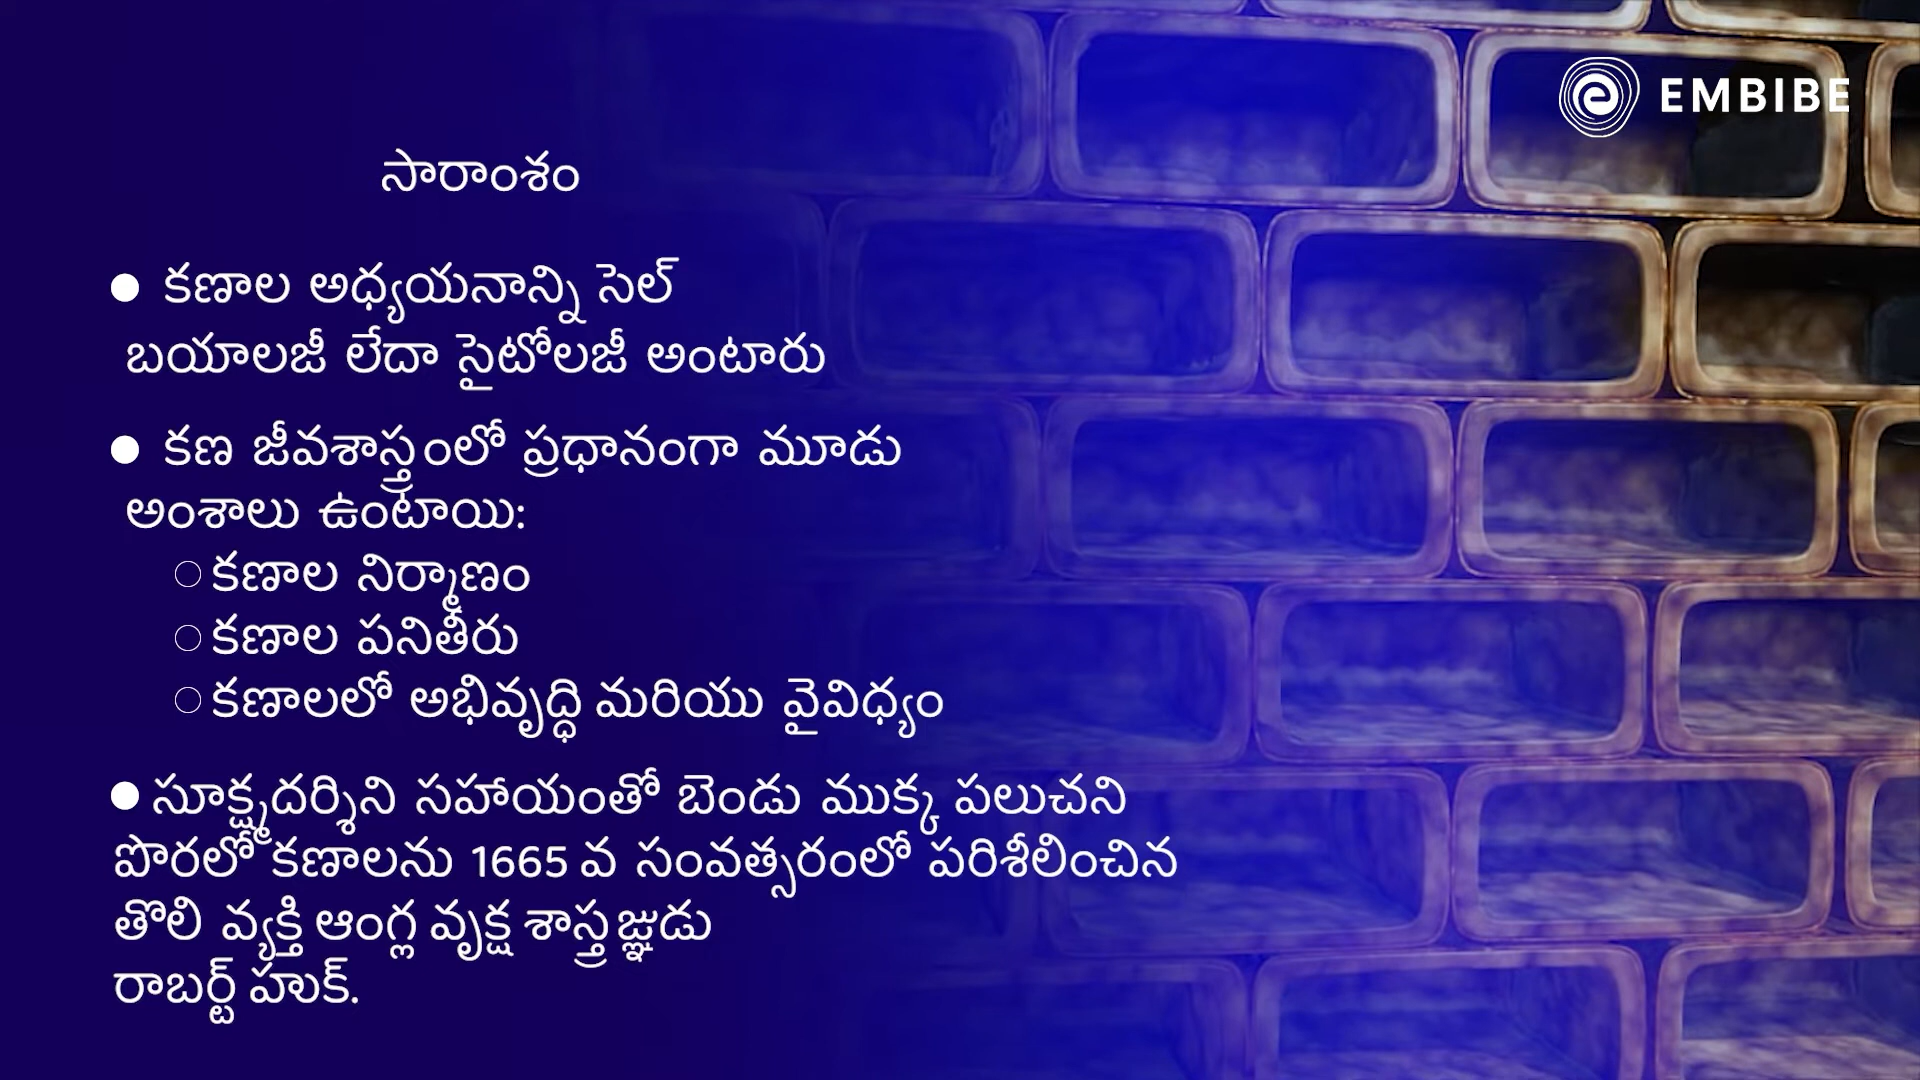 EMBIBE
సారాంశం
● కణాల అధ్యయనాన్ని సెల్
బయాలజీ లేదా సైటోలజీ అంటారు
● కణ జీవశాస్త్రంలో ప్రధానంగా మూడు
అంశాలు ఉంటాయి:
○ కణాల నిర్మాణం
○ కణాల పనితీరు
○ కణాలలో అభివృద్ధి మరియు వైవిధ్యం
● సూక్ష్మదర్శిని సహాయంతో బెండు ముక్క పలుచని
పొరలో కణాలను 1665 వ సంవత్సరంలో పరిశీలించిన
తొలి వ్యక్తి ఆంగ్ల వృక్ష శాస్త్రజ్ఞుడు
రాబర్ట్ హుక్.